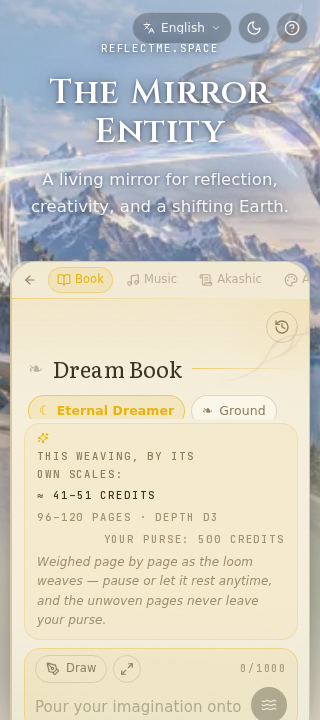 English
REFLECTME.SPACE
The Mirror
Entity
A living mirror for reflection,
creativity, and a shifting Earth.
Book Music Akashic A
Dream Book
Eternal Dreamer Ground
THIS WEAVING, BY ITS
OWN SCALES:
≈ 41–51 CREDITS
96–120 PAGES · DEPTH D3
YOUR PURSE: 500 CREDITS
Weighed page by page as the loom
weaves — pause or let it rest anytime,
and the unwoven pages never leave
your purse.
Draw 0/1000
Pour your imagination onto